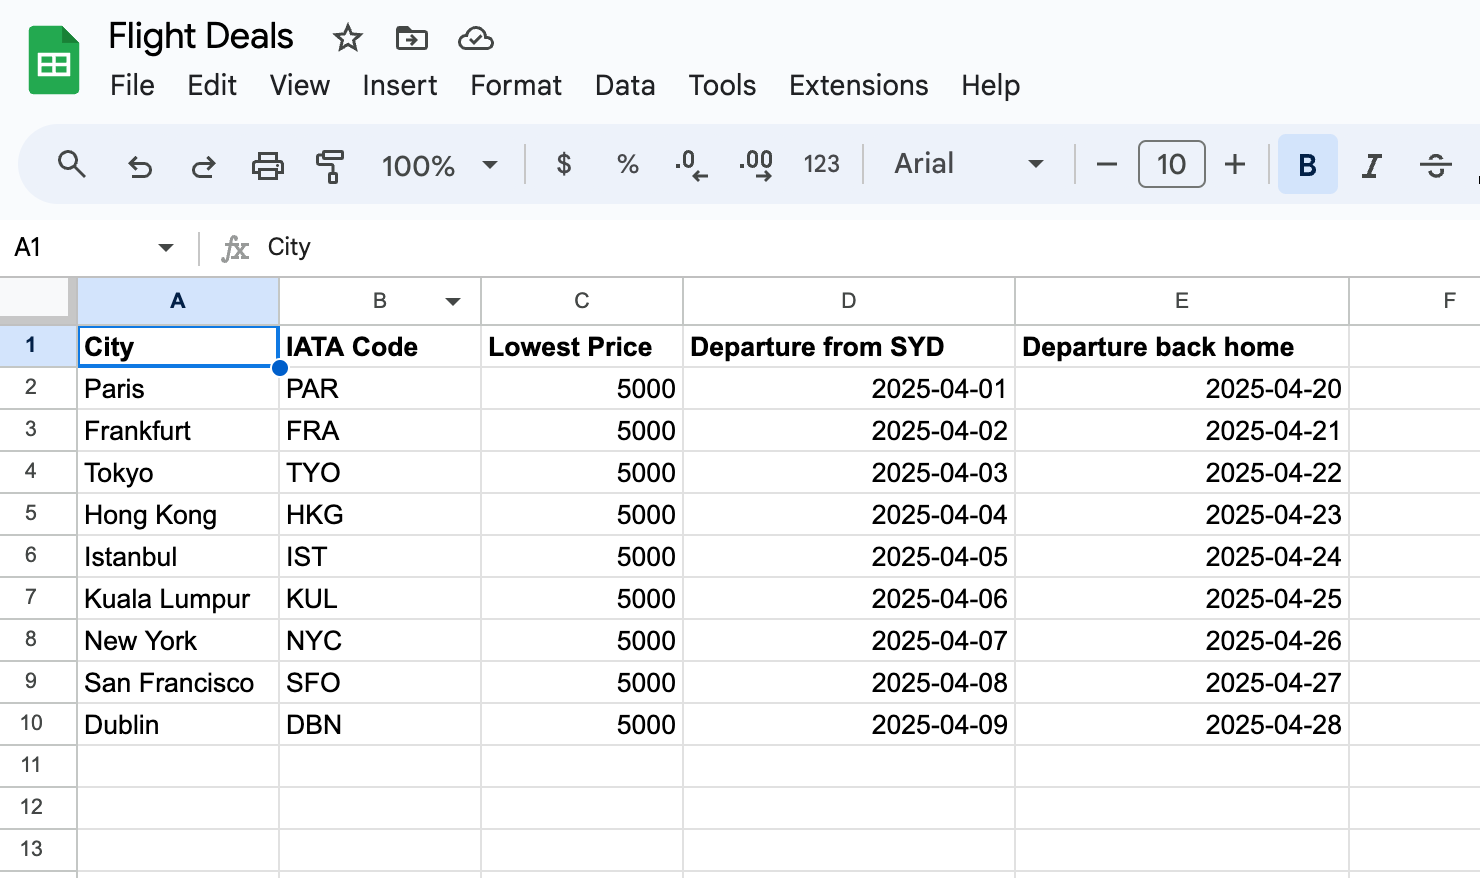 Flight Deals
File Edit View Insert Format Data Tools Extensions Help
100% $ % .0 .00 123 Arial 10 B I S
A1 fx City
A B C D E F
1 City IATA Code Lowest Price Departure from SYD Departure back home
2 Paris PAR 5000 2025-04-01 2025-04-20
3 Frankfurt FRA 5000 2025-04-02 2025-04-21
4 Tokyo TYO 5000 2025-04-03 2025-04-22
5 Hong Kong HKG 5000 2025-04-04 2025-04-23
6 Istanbul IST 5000 2025-04-05 2025-04-24
7 Kuala Lumpur KUL 5000 2025-04-06 2025-04-25
8 New York NYC 5000 2025-04-07 2025-04-26
9 San Francisco SFO 5000 2025-04-08 2025-04-27
10 Dublin DBN 5000 2025-04-09 2025-04-28
11
12
13